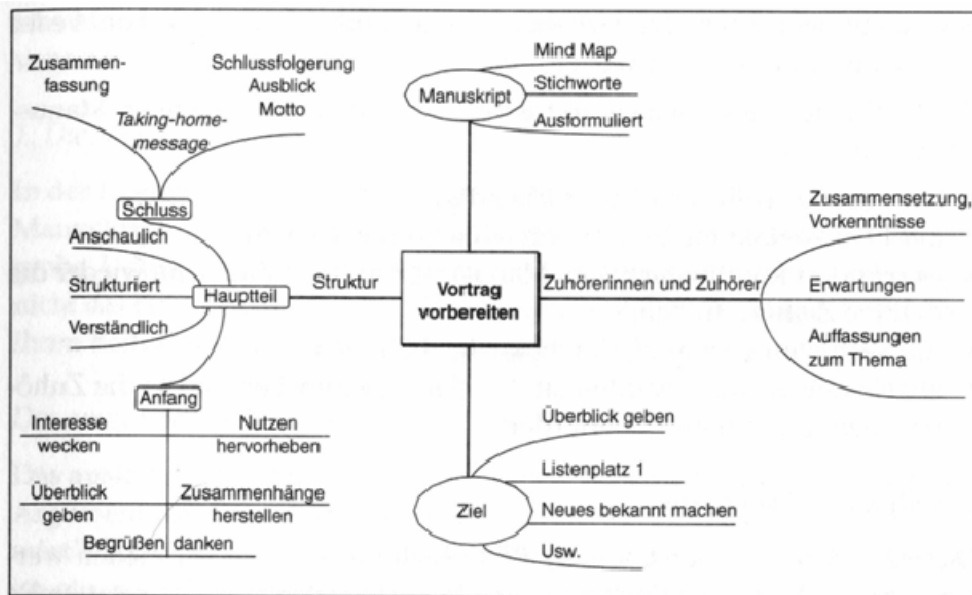 Zusammen-
fassung
Schlussfolgerung
Ausblick
Motto
Taking-home-
message
Schluss
Anschaulich
Strukturiert
Verständlich
Hauptteil
Struktur
Anfang
Interesse
wecken
Nutzen
hervorheben
Überblick
geben
Zusammenhänge
herstellen
Begrüßen danken
Manuskript
Mind Map
Stichworte
Ausformuliert
Vortrag
vorbereiten
Zuhörerinnen und Zuhörer
Zusammensetzung,
Vorkenntnisse
Erwartungen
Auffassungen
zum Thema
Ziel
Überblick geben
Listenplatz 1
Neues bekannt machen
Usw.